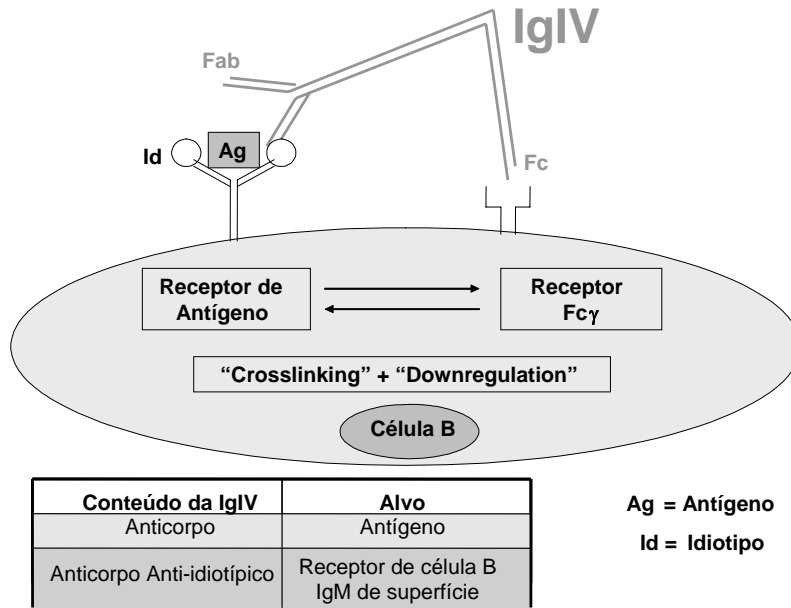 IgIV
Fab
Id
Ag
Fc
Receptor de
Antígeno
Receptor
Fcγ
“Crosslinking” + “Downregulation”
Célula B
Conteúdo da IgIV
Alvo
Anticorpo
Antígeno
Anticorpo Anti-idiotípico
Receptor de célula B
IgM de superfície
Ag = Antígeno
Id = Idiotipo